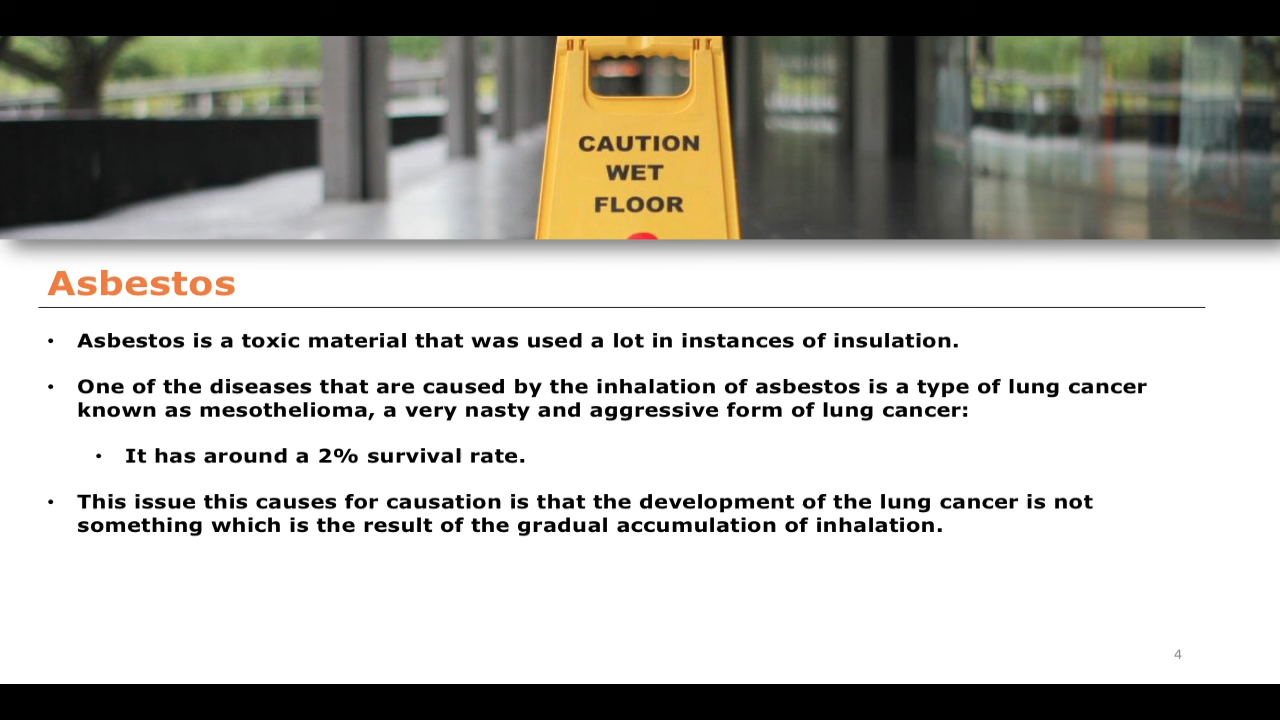 CAUTION
WET
FLOOR
Asbestos
• Asbestos is a toxic material that was used a lot in instances of insulation.
• One of the diseases that are caused by the inhalation of asbestos is a type of lung cancer
known as mesothelioma, a very nasty and aggressive form of lung cancer:
• It has around a 2% survival rate.
• This issue this causes for causation is that the development of the lung cancer is not
something which is the result of the gradual accumulation of inhalation.
4